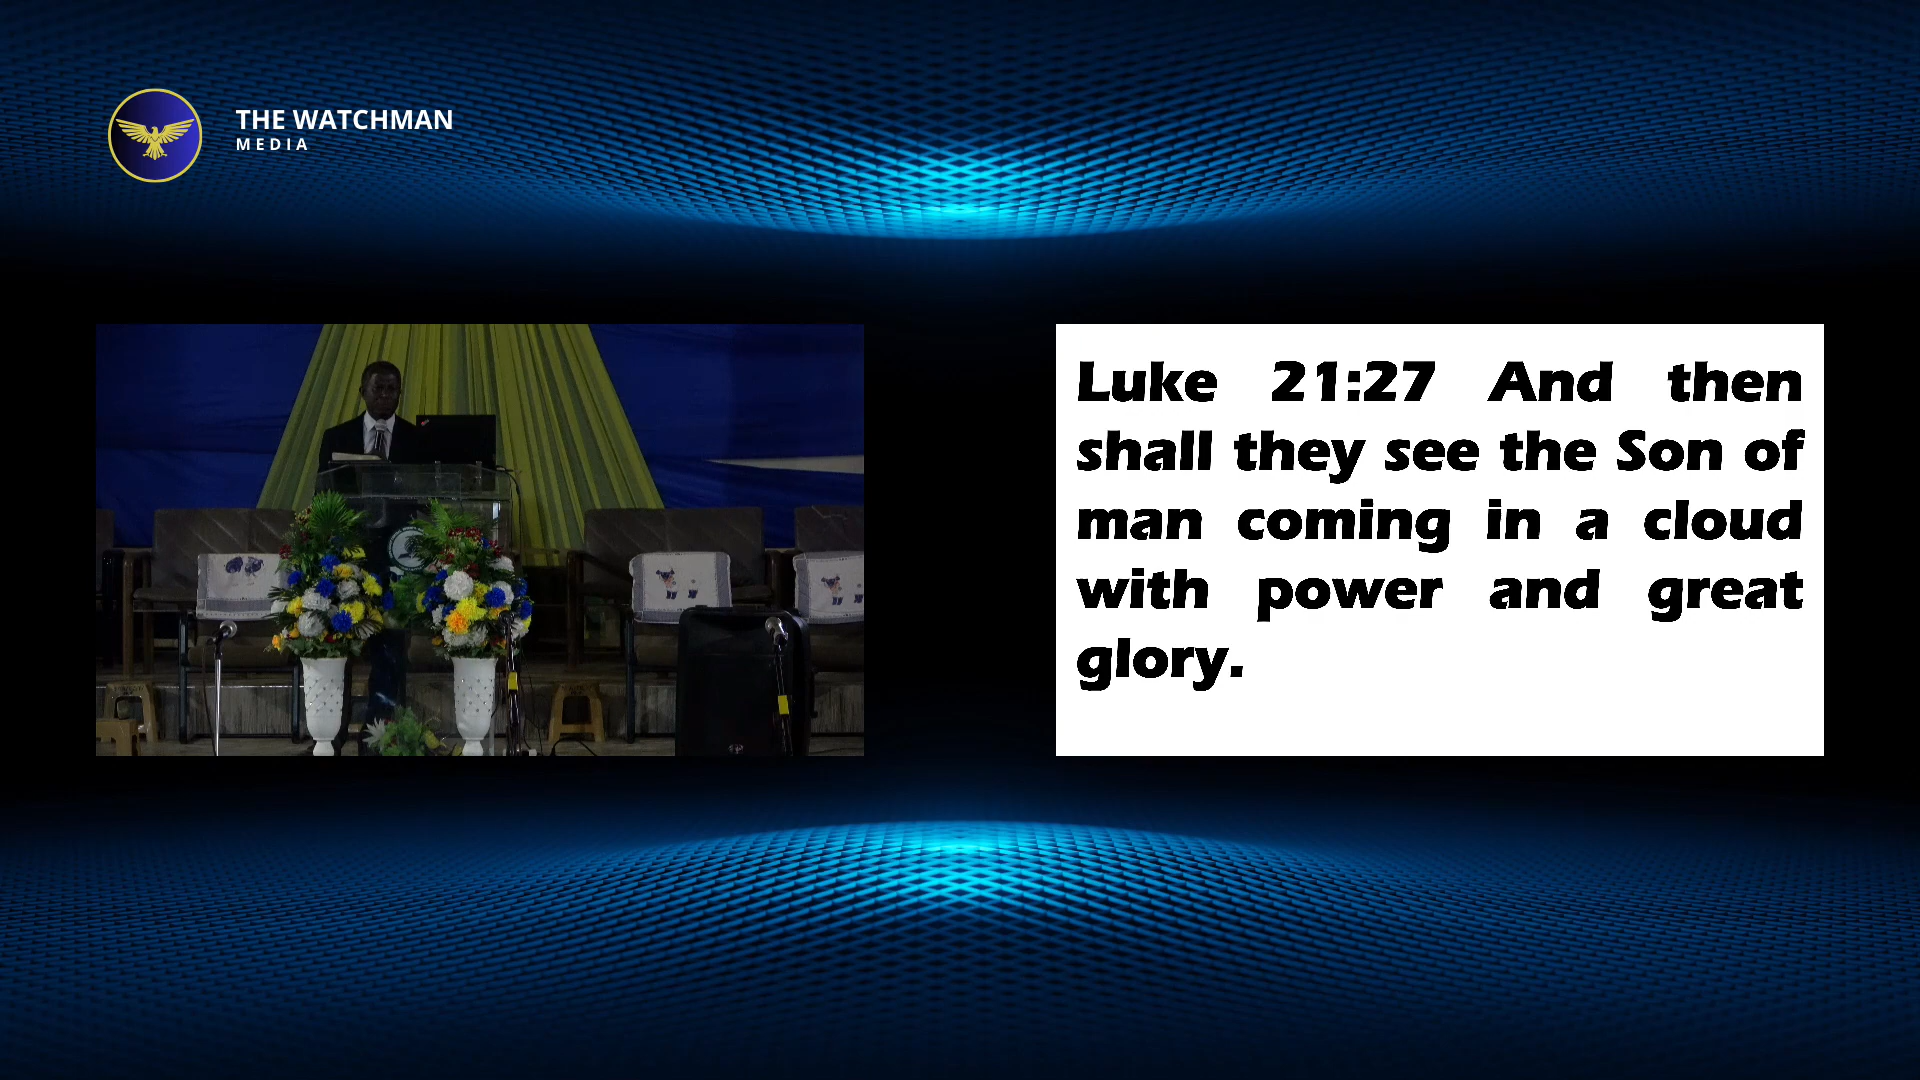 THE WATCHMAN
MEDIA
Luke 21:27 And then
shall they see the Son of
man coming in a cloud
with power and great
glory.